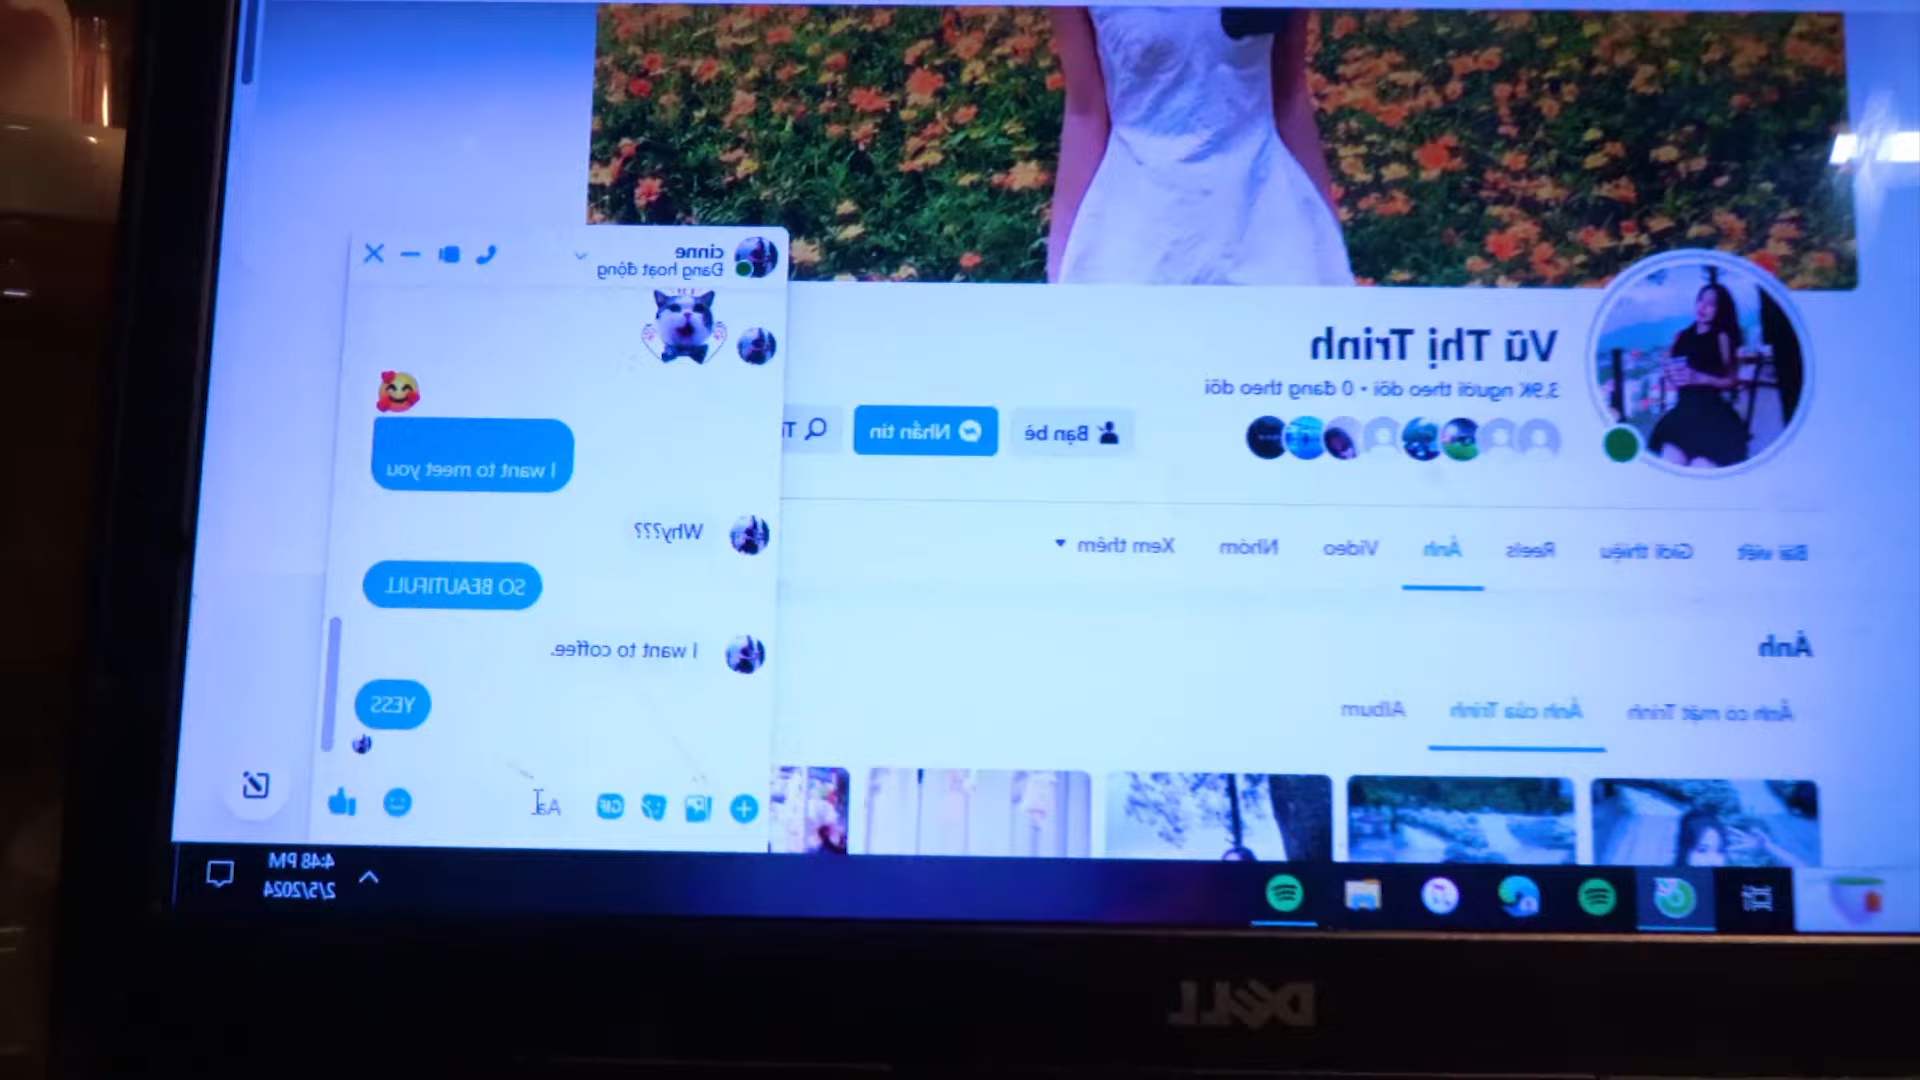 Vũ Thị Trinh
3.9K người theo dõi • 0 đang theo dõi
Bạn bè
Nhắn tin
Bài viết
Giới thiệu
Reels
Ảnh
Video
Nhóm
Xem thêm
Ảnh
Ảnh có mặt Trinh
Ảnh của Trinh
Album
cinne
Đang hoạt động
I want to meet you
Why???
SO BEAUTIFULL
I want to coffee.
YESS
GIF
Aa
4:48 PM
2/5/2024
DELL